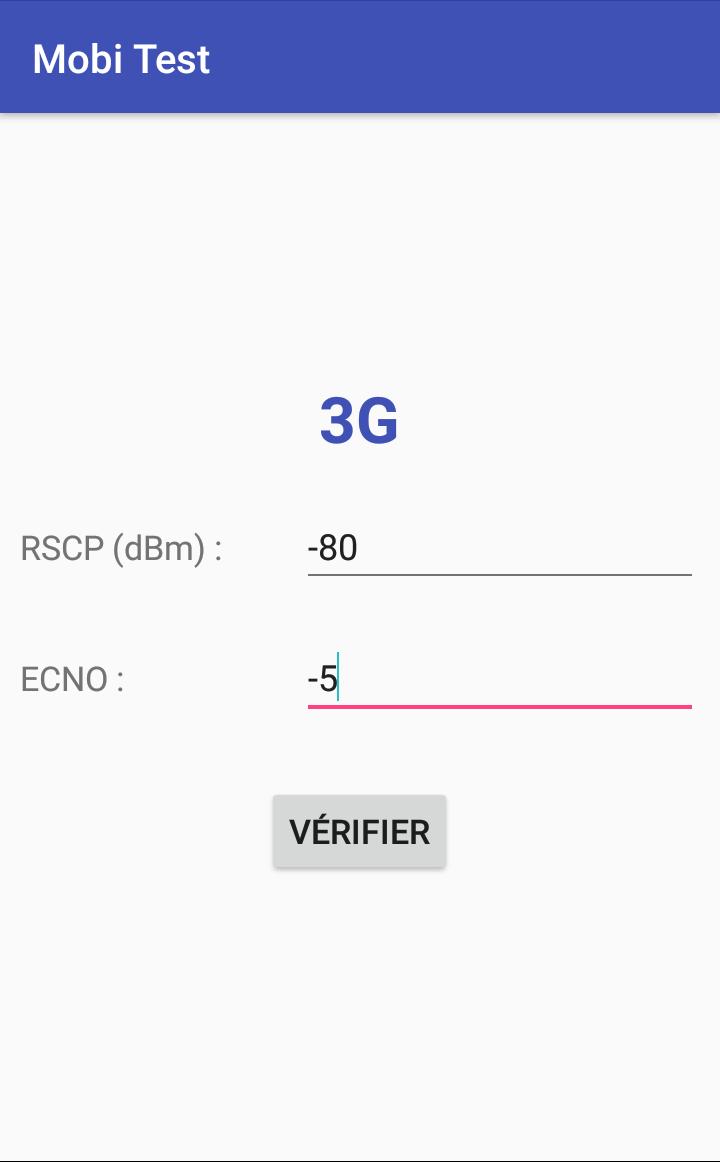 Mobi Test
3G
RSCP (dBm) : -80
ECNO : -5
VÉRIFIER